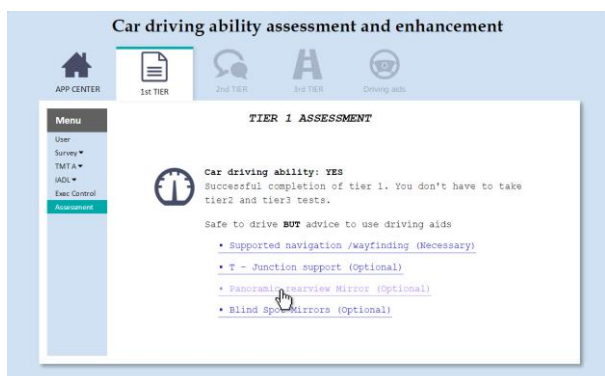 Car driving ability assessment and enhancement
APP CENTER
1st TIER
2nd TIER
3rd TIER
Driving aids
Menu
User
Survey
TMT A
IADL
Exec Control
Assessment
TIER 1 ASSESSMENT
Car driving ability: YES
Successful completion of tier 1. You don't have to take
tier2 and tier3 tests.
Safe to drive BUT advice to use driving aids
• Supported navigation /wayfinding (Necessary)
• T - Junction support (Optional)
• Panoramic rearview Mirror (Optional)
• Blind Spot Mirrors (Optional)